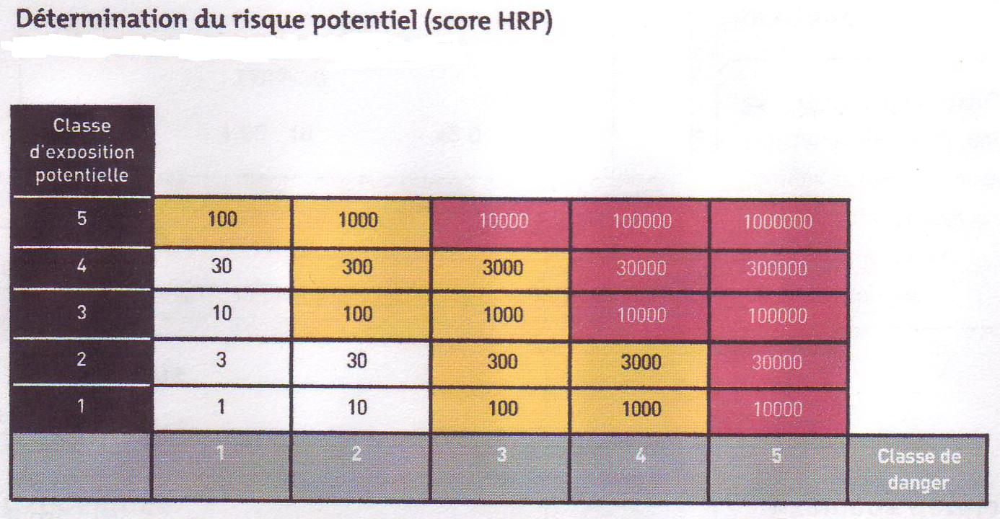 Détermination du risque potentiel (score HRP)
Classe
d'exposition
potentielle
5 100 1000 10000 100000 1000000
4 30 300 3000 30000 300000
3 10 100 1000 10000 100000
2 3 30 300 3000 30000
1 1 10 100 1000 10000
1 2 3 4 5 Classe de
danger